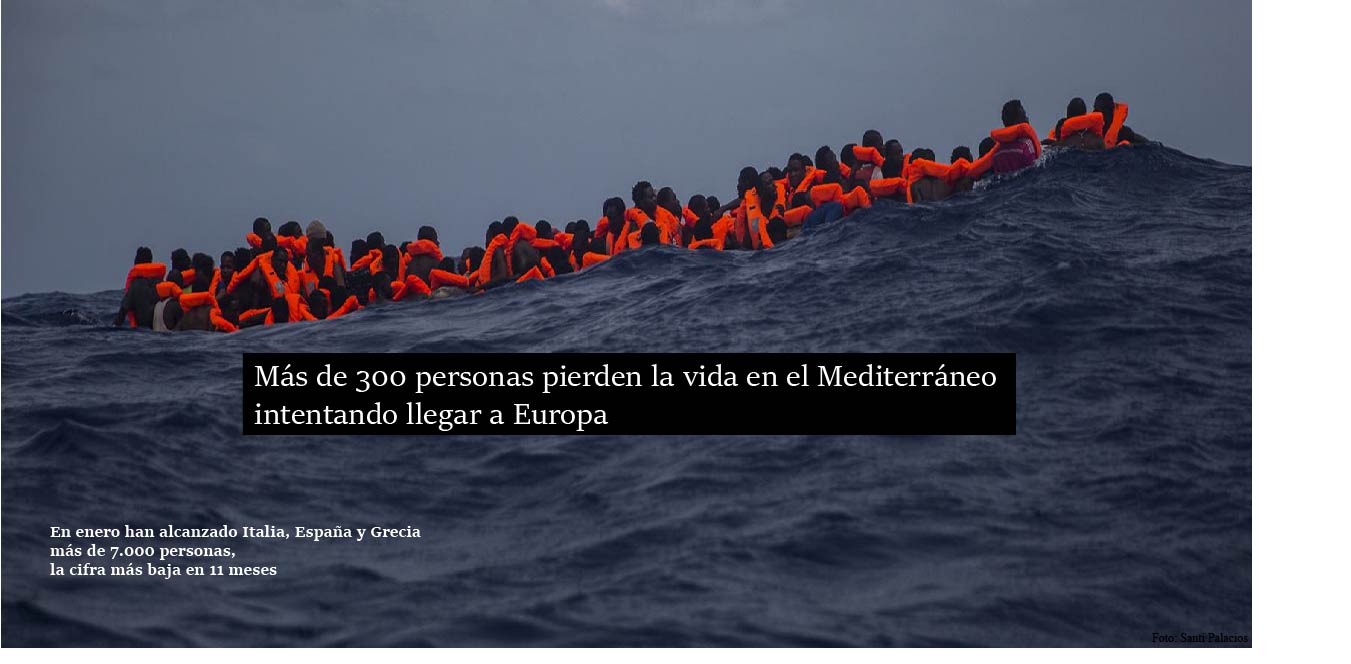 Más de 300 personas pierden la vida en el Mediterráneo
intentando llegar a Europa
En enero han alcanzado Italia, España y Grecia
más de 7.000 personas,
la cifra más baja en 11 meses
Foto: Santi Palacios